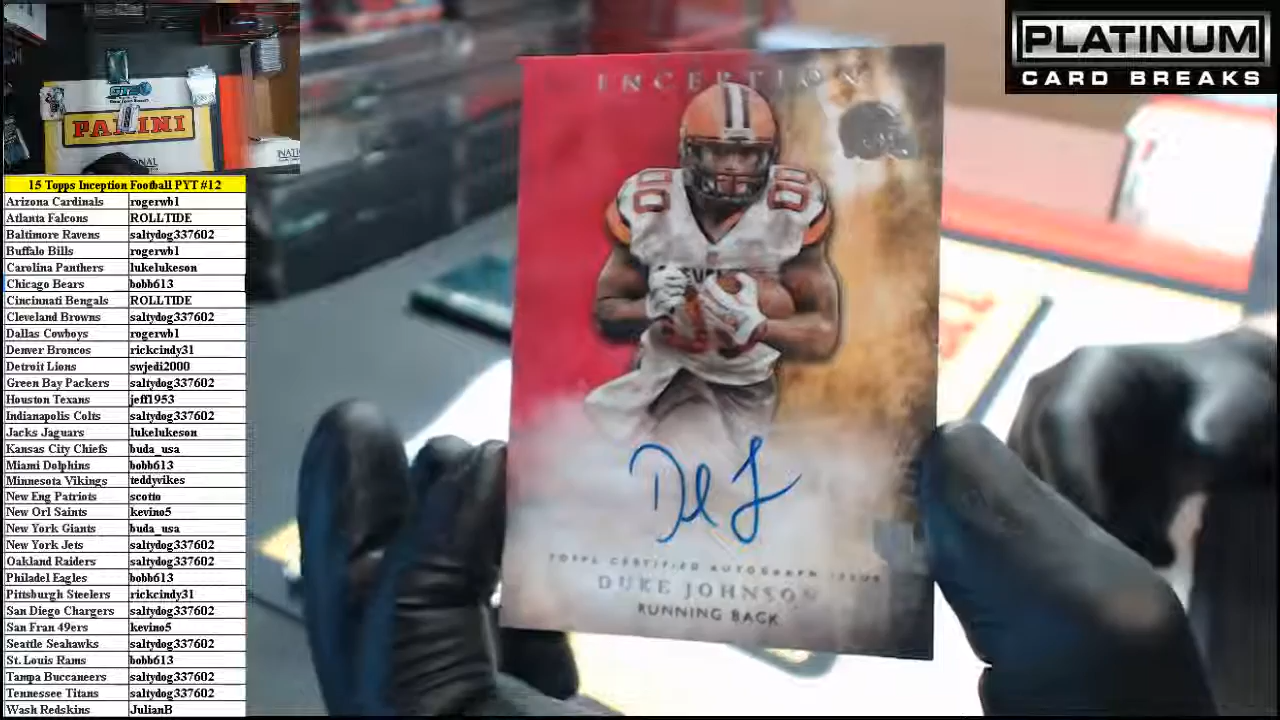 PLATINUM
CARD BREAKS
PANINI
15 Topps Inception Football PYT #12
Arizona Cardinals rogerwb1
Atlanta Falcons ROLLTIDE
Baltimore Ravens saltydog337602
Buffalo Bills rogerwb1
Carolina Panthers lukelukeson
Chicago Bears bobb613
Cincinnati Bengals ROLLTIDE
Cleveland Browns saltydog337602
Dallas Cowboys rogerwb1
Denver Broncos rickcindy31
Detroit Lions swjedi2000
Green Bay Packers saltydog337602
Houston Texans jeff1953
Indianapolis Colts saltydog337602
Jacks Jaguars lukelukeson
Kansas City Chiefs buda_usa
Miami Dolphins bobb613
Minnesota Vikings teddyvikes
New Eng Patriots scotto
New Orl Saints kevino5
New York Giants buda_usa
New York Jets saltydog337602
Oakland Raiders saltydog337602
Philadel Eagles bobb613
Pittsburgh Steelers rickcindy31
San Diego Chargers saltydog337602
San Fran 49ers kevino5
Seattle Seahawks saltydog337602
St. Louis Rams bobb613
Tampa Buccaneers saltydog337602
Tennessee Titans saltydog337602
Wash Redskins JulianB
INCEPTION
TOPPS CERTIFIED AUTOGRAPH ISSUE
DUKE JOHNSON
RUNNING BACK